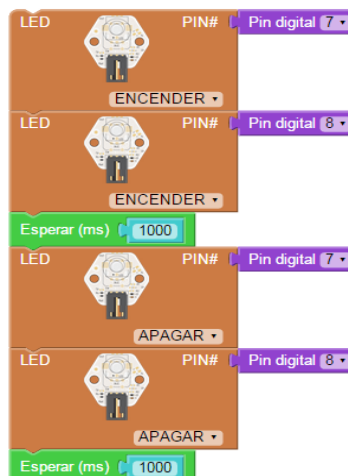 LED PIN# Pin digital 7
ENCENDER
LED PIN# Pin digital 8
ENCENDER
Esperar (ms) 1000
LED PIN# Pin digital 7
APAGAR
LED PIN# Pin digital 8
APAGAR
Esperar (ms) 1000